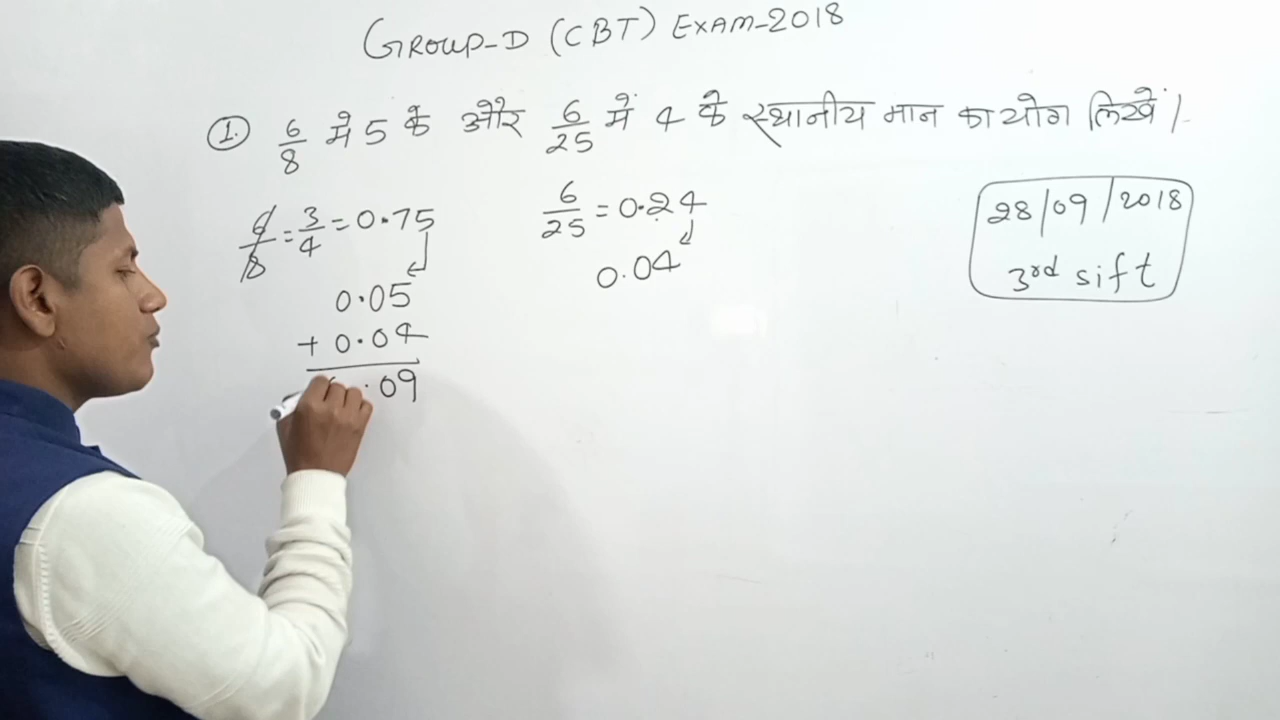 GROUP-D (CBT) EXAM-2018
1. 6/8 में 5 के और 6/25 में 4 के स्थानीय मान का योग लिखें।
6/8 = 3/4 = 0.75
0.05
+ 0.04
.09
6/25 = 0.24
0.04
28/09/2018
3rd sift